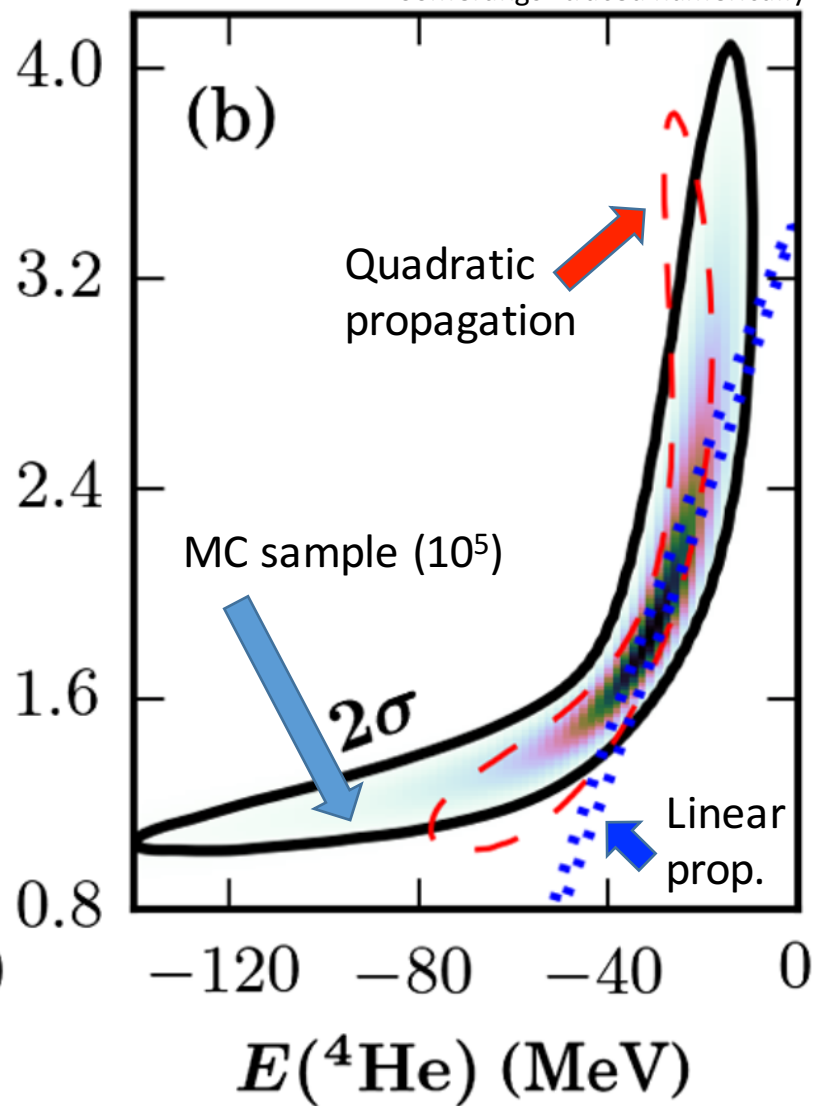 4.0
(b)
Quadratic
propagation
3.2
2.4
MC sample (10⁵)
1.6
2σ
Linear
prop.
0.8
−120 −80 −40 0
E(⁴He) (MeV)